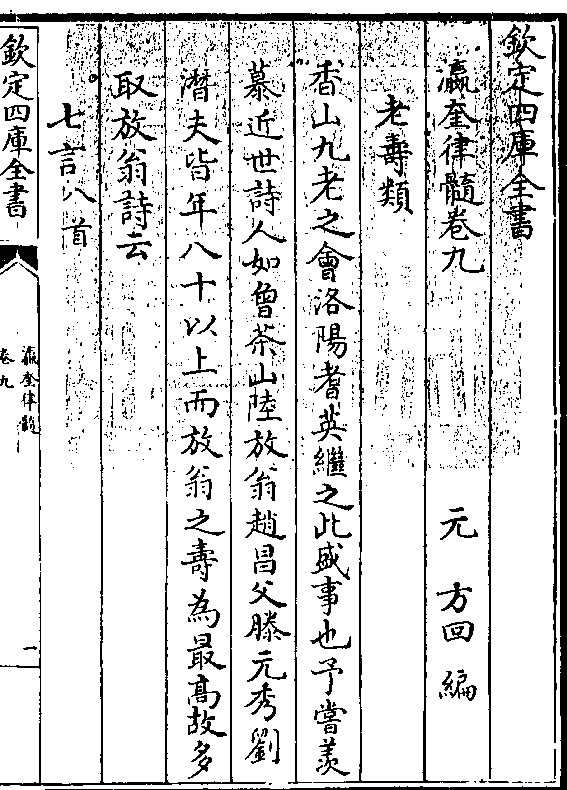 欽定四庫全書
瀛奎律髓卷九
元 方回 編
老壽類
香山九老之會洛陽耆英繼之此盛事也予嘗羨
慕近世詩人如曾茶山陸放翁趙昌父滕元秀劉
潛夫皆年八十以上而放翁之壽為最高故多
取放翁詩云
七言八首
欽定四庫全書
瀛奎律髓
卷九
一